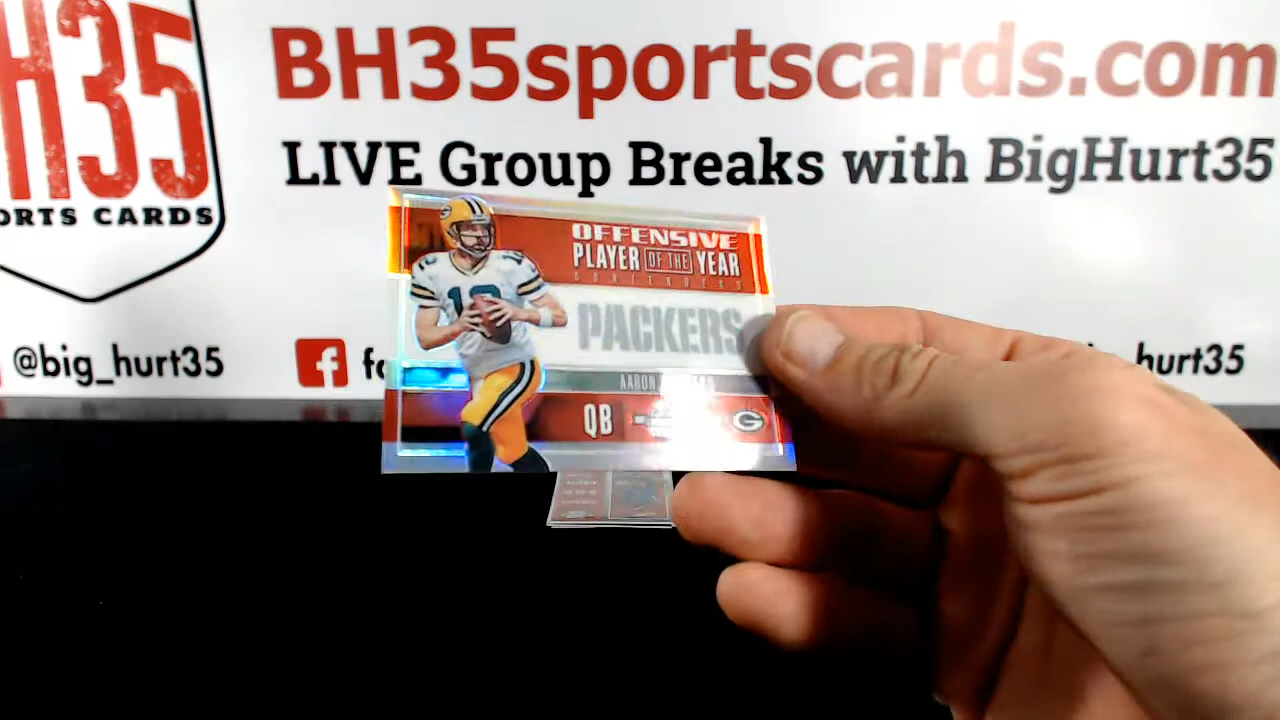 H35
ORTS CARDS
BH35sportscards.com
LIVE Group Breaks with BigHurt35
@big_hurt35
hurt35
OFFENSIVE
PLAYER OF THE YEAR
CONTENDERS
PACKERS
AARON
QB
G
12